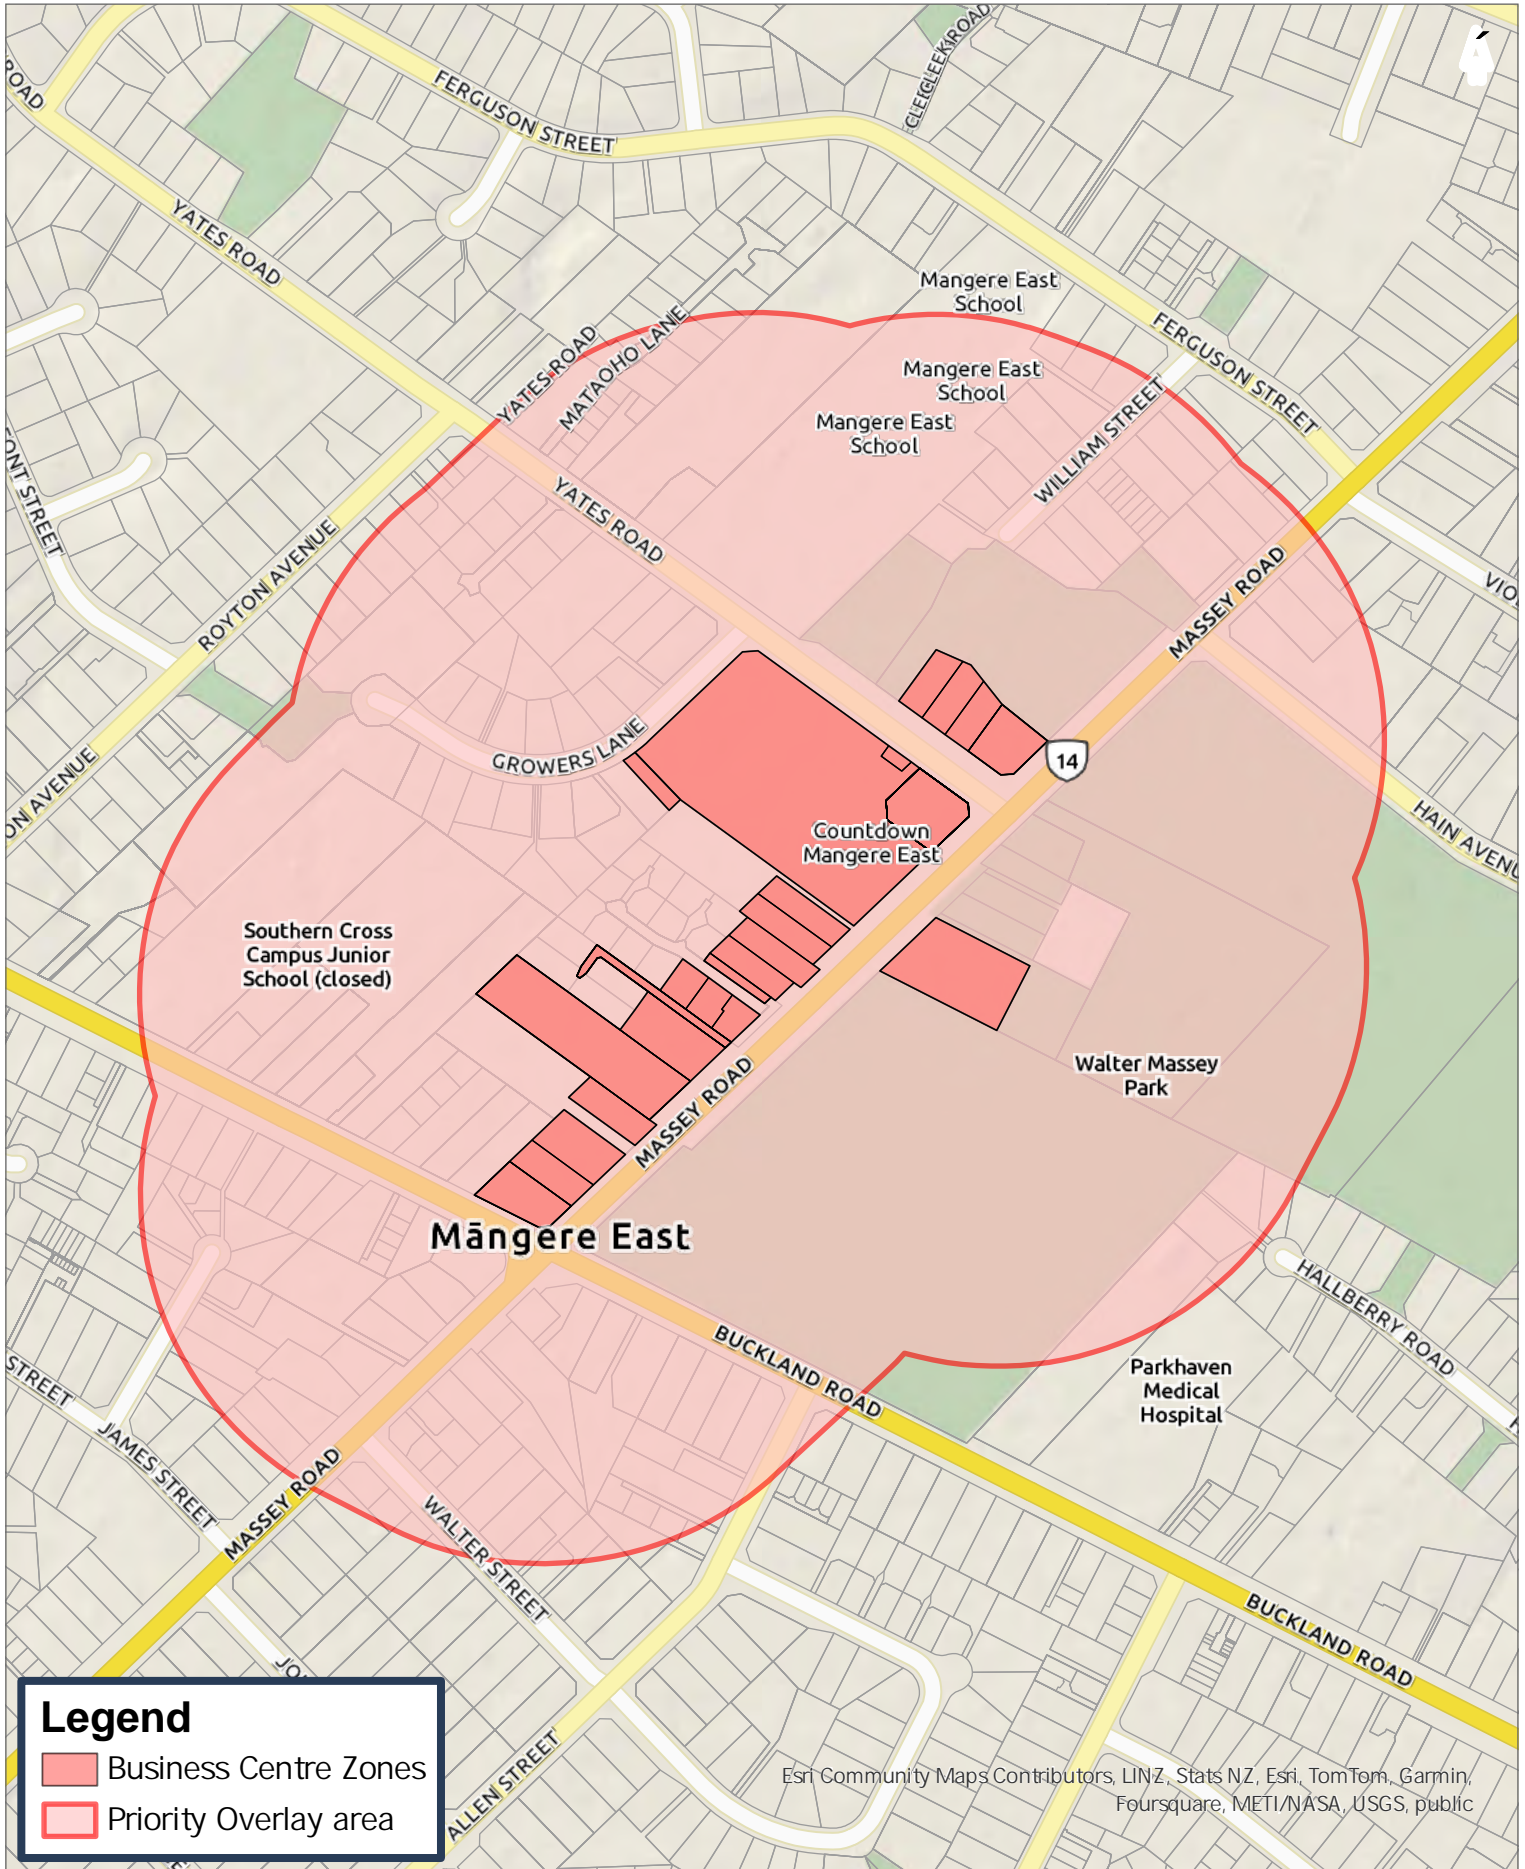 ROAD
FERGUSON STREET
CLEEK ROAD
YATES ROAD
Mangere East
School
FERGUSON STREET
YATES ROAD
MATAOHO LANE
Mangere East
School
Mangere East
School
WILLIAM STREET
YATES ROAD
ROYTON AVENUE
MASSEY ROAD
GROWERS LANE
14
HAIN AVENU
ON AVENUE
Countdown
Mangere East
Southern Cross
Campus Junior
School (closed)
Walter Massey
Park
MASSEY ROAD
Māngere East
HALLBERRY ROAD
BUCKLAND ROAD
Parkhaven
Medical
Hospital
STREET
JAMES STREET
MASSEY ROAD
WALTER STREET
BUCKLAND ROAD
ALLEN STREET
Legend
Business Centre Zones
Priority Overlay area
Esri Community Maps Contributors, LINZ, Stats NZ, Esri, TomTom, Garmin,
Foursquare, METI/NASA, USGS, public